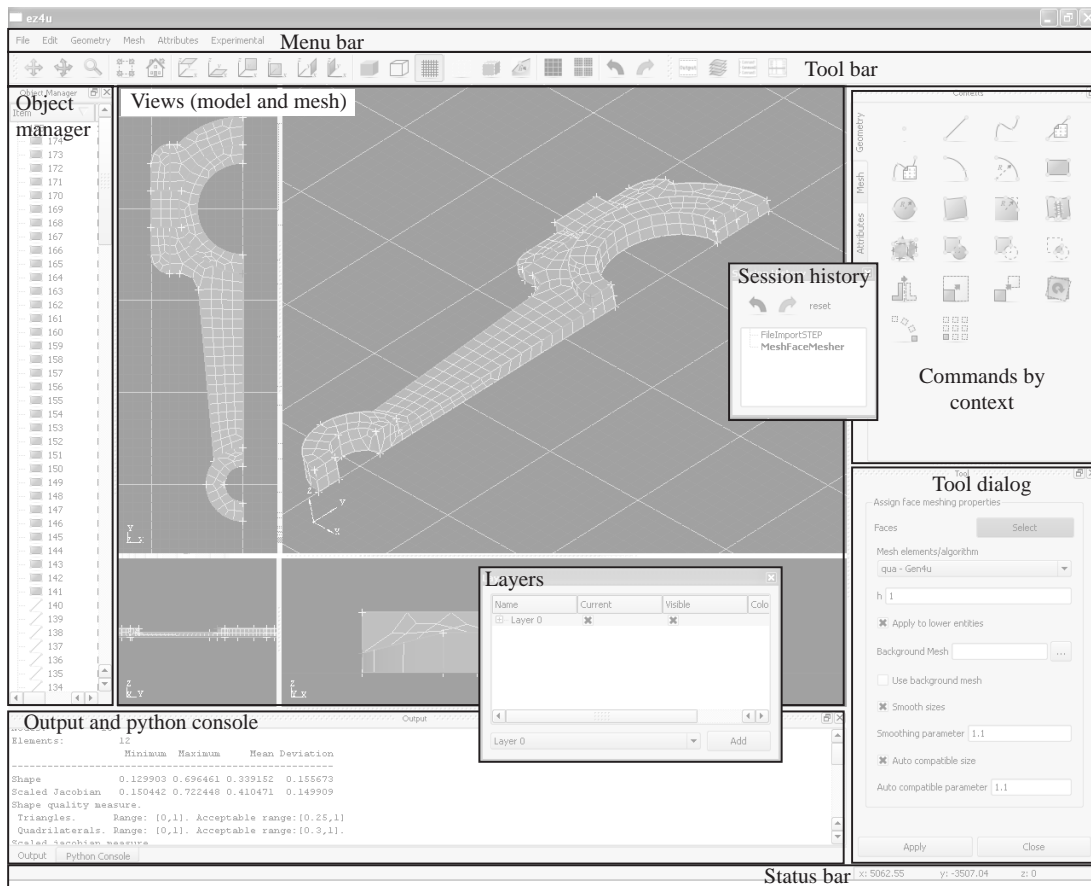 ez4u
File Edit Geometry Mesh Attributes Experimental
Menu bar
Tool bar
Object Manager
Object manager
Item
174
173
172
171
170
169
168
167
166
165
164
163
162
161
160
159
158
157
156
155
154
153
152
151
150
149
148
147
146
145
144
143
142
141
140
139
138
137
136
135
134
Views (model and mesh)
Z
Y
X
Y
Z X
Z
X Y
Z
Y X
Session history
reset
FileImportSTEP
MeshFaceMesher
Layers
Name Current Visible Colo
Layer 0
Layer 0 Add
Contexts
Geometry
Mesh
Attributes
Commands by context
Tool
Tool dialog
Assign face meshing properties
Faces Select
Mesh elements/algorithm
qua - Gen4u
h 1
Apply to lower entities
Background Mesh ...
Use background mesh
Smooth sizes
Smoothing parameter 1.1
Auto compatible size
Auto compatible parameter 1.1
Apply Close
Output
Output and python console
Elements: 12
Minimum Maximum Mean Deviation
Shape 0.129903 0.696461 0.339152 0.155673
Scaled Jacobian 0.150442 0.722448 0.410471 0.149909
Shape quality measure.
Triangles. Range: [0,1]. Acceptable range:[0.25,1]
Quadrilaterals. Range: [0,1]. Acceptable range:[0.3,1].
Scaled jacobian measure
Output Python Console
Status bar
x: 5062.55 y: -3507.04 z: 0